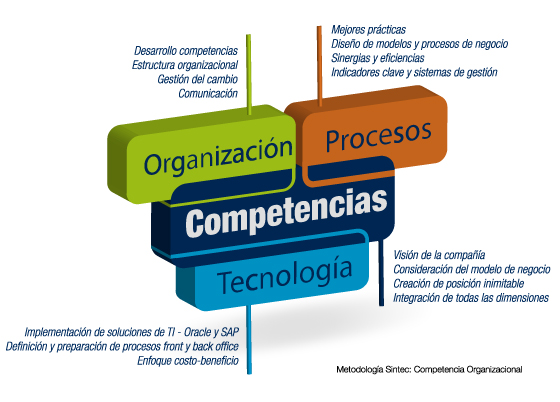 Mejores prácticas
Diseño de modelos y procesos de negocio
Sinergias y eficiencias
Indicadores clave y sistemas de gestión
Desarrollo competencias
Estructura organizacional
Gestión del cambio
Comunicación
Organización
Procesos
Competencias
Tecnología
Visión de la compañía
Consideración del modelo de negocio
Creación de posición inimitable
Integración de todas las dimensiones
Implementación de soluciones de TI - Oracle y SAP
Definición y preparación de procesos front y back office
Enfoque costo-beneficio
Metodología Sintec: Competencia Organizacional